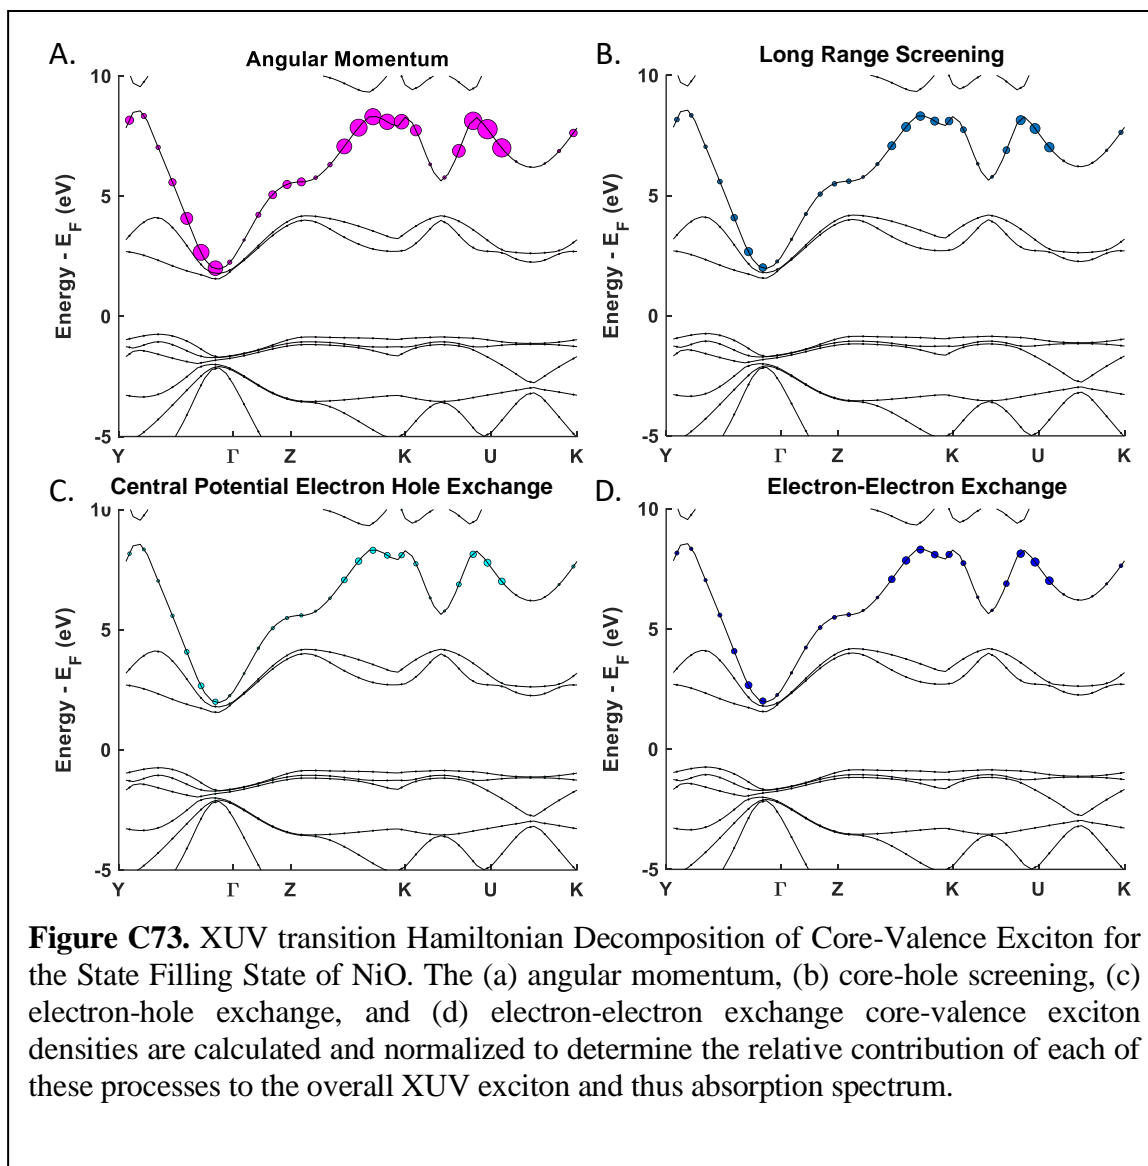 A.
Angular Momentum
10
5
0
-5
Energy - E_F (eV)
Y Γ Z K U K
B.
Long Range Screening
10
5
0
-5
Energy - E_F (eV)
Y Γ Z K U K
C.
Central Potential Electron Hole Exchange
10
5
0
-5
Energy - E_F (eV)
Y Γ Z K U K
D.
Electron-Electron Exchange
10
5
0
-5
Energy - E_F (eV)
Y Γ Z K U K
Figure C73. XUV transition Hamiltonian Decomposition of Core-Valence Exciton for
the State Filling State of NiO. The (a) angular momentum, (b) core-hole screening, (c)
electron-hole exchange, and (d) electron-electron exchange core-valence exciton
densities are calculated and normalized to determine the relative contribution of each of
these processes to the overall XUV exciton and thus absorption spectrum.